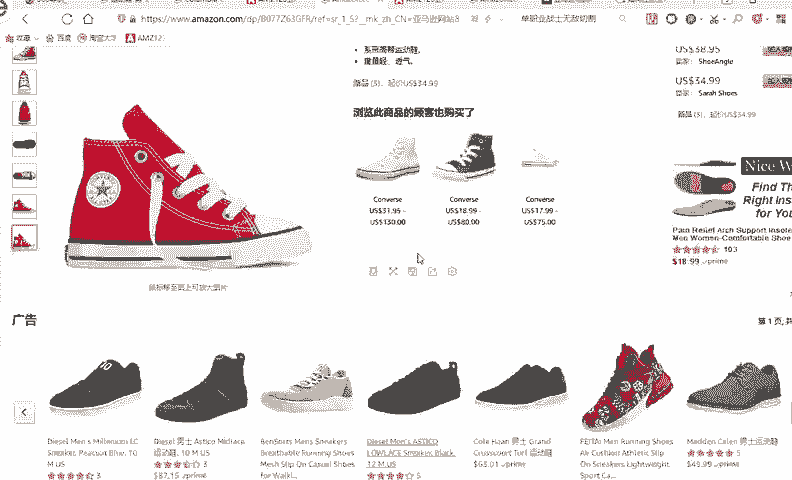 https://www.amazon.com/dp/B077Z63GFR/ref=sr_1_5?__mk_zh_CN=亚马逊网站&
单职业战士无敌切割
收藏
百度
淘宝大学
AMZ12
系带高帮运动鞋,
重量轻、透气。
新品 (3), 起价US$34.99
浏览此商品的顾客也购买了
Converse
US$31.95 -
US$130.00
Converse
US$18.99 -
US$80.00
Converse
US$17.99 -
US$75.00
US$38.95
卖家: ShoeAngle
US$34.99
卖家: Sarah Shoes
新品 (3), 起价US$34.99
Nice W
Find Th
Right Ins
for You
Pain Relief Arch Support Insole
Men Women-Comfortable Shoe
103
$18.99 prime
鼠标移至图上可放大图片
广告
第 1 页, 共
Diesel Men's Millenium LC
Sneaker, Peacoat Blue, 10
M US
3
Diesel 男士 Astico Midlace
运动鞋, 10 M US
3
$87.15 prime
BenSorts Mens Sneakers
Breathable Running Shoes
Mesh Slip On Casual Shoes
for Walki...
Diesel Men's ASTICO
LOWLACE Sneaker Black,
12 M US
5
Cole Haan 男士 Grand
Crosscourt Turf 运动鞋
$63.01 prime
Men Running Shoes
Air Cushion Athletic Slip
On Sneakers Lightweight
Sport Ca...
Madden Calen 男士运动鞋
5
$49.99 prime